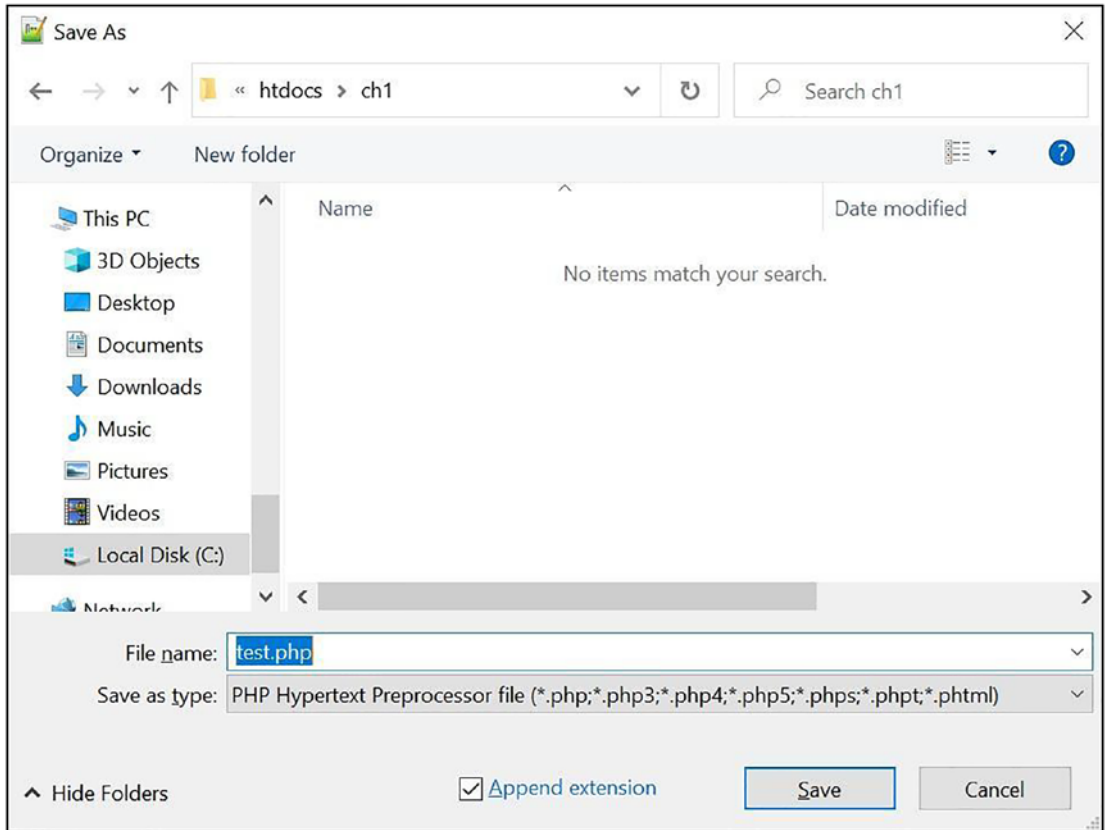 Save As
« htdocs > ch1
Search ch1
Organize
New folder
?
Name
Date modified
This PC
3D Objects
Desktop
Documents
Downloads
Music
Pictures
Videos
Local Disk (C:)
Network
No items match your search.
File name: test.php
Save as type: PHP Hypertext Preprocessor file (*.php;*.php3;*.php4;*.php5;*.phps;*.phpt;*.phtml)
Hide Folders
Append extension
Save
Cancel